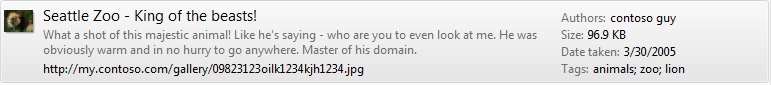 Seattle Zoo - King of the beasts!
What a shot of this majestic animal! Like he's saying - who are you to even look at me. He was
obviously warm and in no hurry to go anywhere. Master of his domain.
http://my.contoso.com/gallery/09823123oilk1234kjh1234.jpg
Authors: contoso guy
Size: 96.9 KB
Date taken: 3/30/2005
Tags: animals; zoo; lion